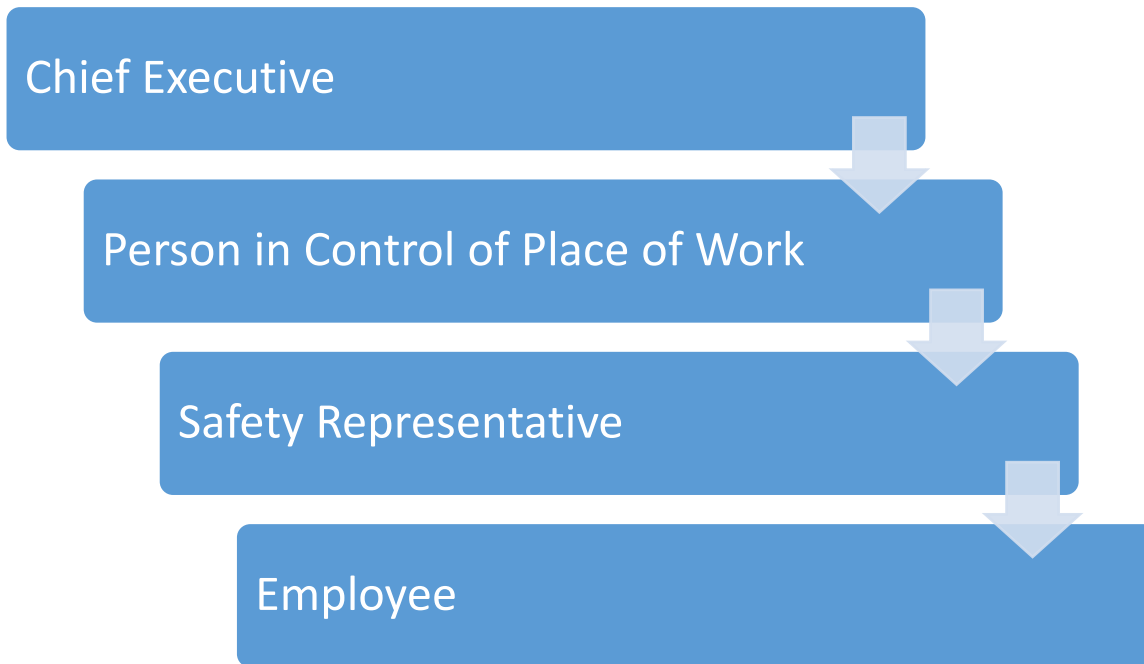 Chief Executive
Person in Control of Place of Work
Safety Representative
Employee